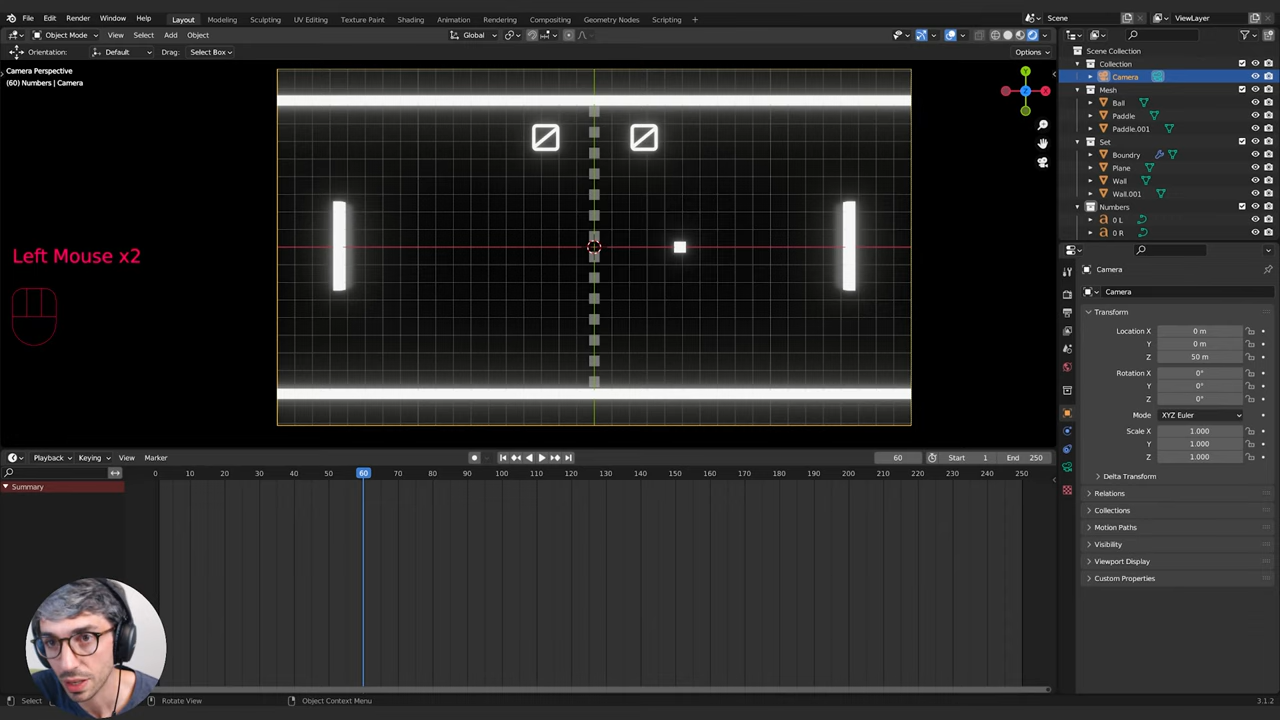 File Edit Render Window Help Layout Modeling Sculpting UV Editing Texture Paint Shading Animation Rendering Compositing Geometry Nodes Scripting + Scene ViewLayer
Object Mode View Select Add Object Global
Orientation: Default Drag: Select Box Options
Camera Perspective
(60) Numbers | Camera
Scene Collection
Collection
Camera
Mesh
Ball
Paddle
Paddle.001
Set
Boundry
Plane
Wall
Wall.001
Numbers
0 L
0 R
Left Mouse x2
Camera
Camera
Transform
Location X 0 m
Y 0 m
Z 50 m
Rotation X 0°
Y 0°
Z 0°
Mode XYZ Euler
Scale X 1.000
Y 1.000
Z 1.000
Delta Transform
Relations
Collections
Motion Paths
Visibility
Viewport Display
Custom Properties
Playback Keying View Marker 60 Start 1 End 250
0 10 20 30 40 50 60 70 80 90 100 110 120 130 140 150 160 170 180 190 200 210 220 230 240 250
Summary
Select Rotate View Object Context Menu 3.1.2